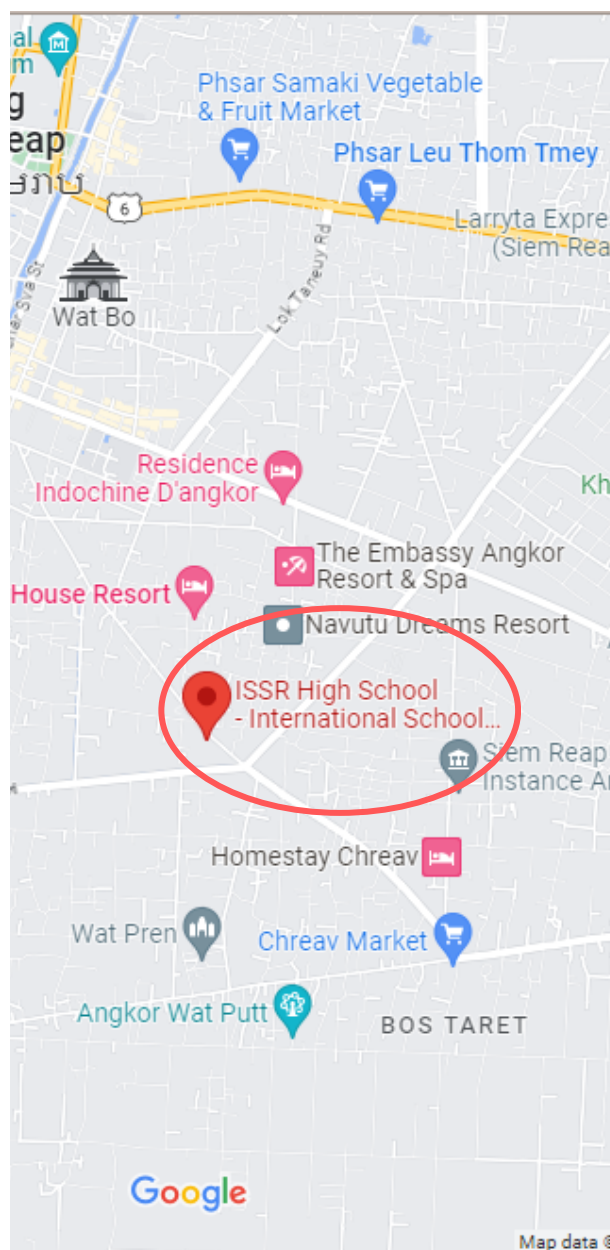 al
m
g
eap
Phsar Samaki Vegetable
& Fruit Market
Phsar Leu Thom Tmey
6
Larryta Expre
(Siem Rea
Lok Taneuy Rd
Wat Bo
Residence
Indochine D'angkor
Kh
The Embassy Angkor
Resort & Spa
House Resort
Navutu Dreams Resort
ISSR High School
- International School...
Siem Reap
Instance A
Homestay Chreav
Wat Pren
Chreav Market
Angkor Wat Putt
BOS TARET
Google
Map data ©